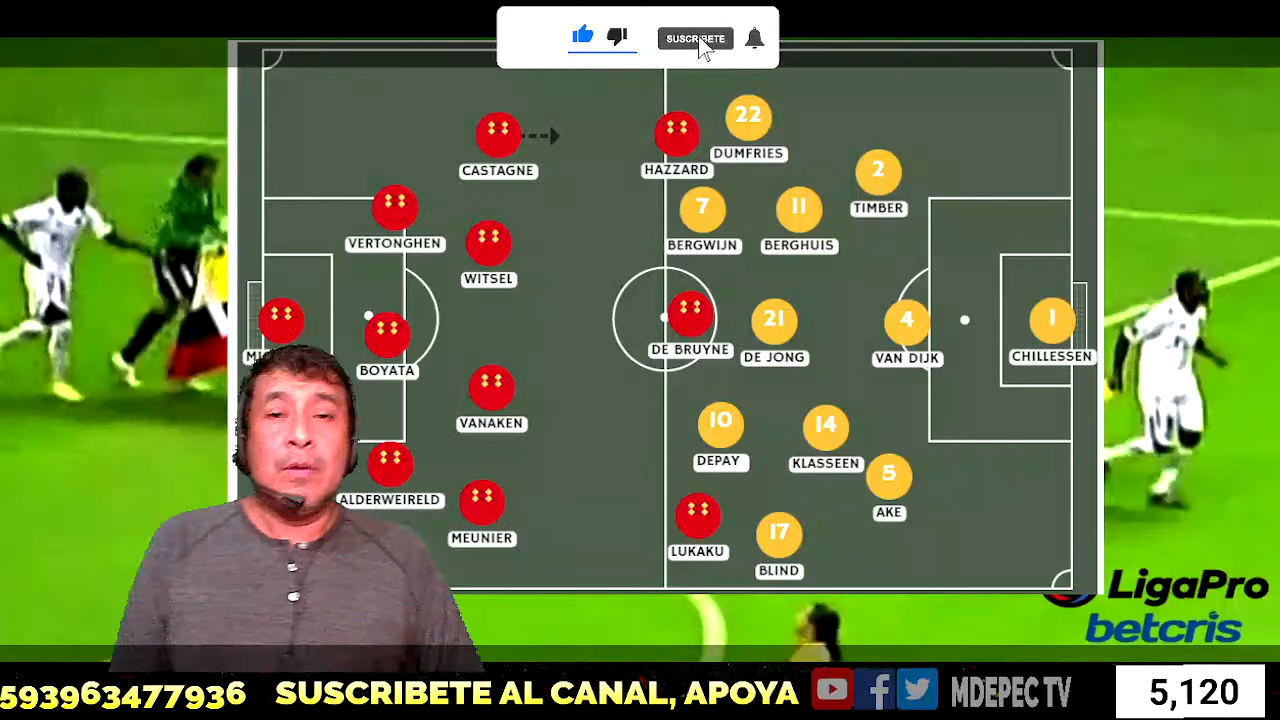 SUSCRIBETE
22
DUMFRIES
CASTAGNE
HAZZARD
2
TIMBER
7
BERGWIJN
11
BERGHUIS
VERTONGHEN
WITSEL
DE BRUYNE
21
DE JONG
4
VAN DIJK
1
CHILLESSEN
BOYATA
VANAKEN
10
DEPAY
14
KLASSEEN
5
AKE
ALDERWEIRELD
MEUNIER
LUKAKU
17
BLIND
LigaPro
betcris
593963477936 SUSCRIBETE AL CANAL, APOYA
MDEPEC TV
5,120